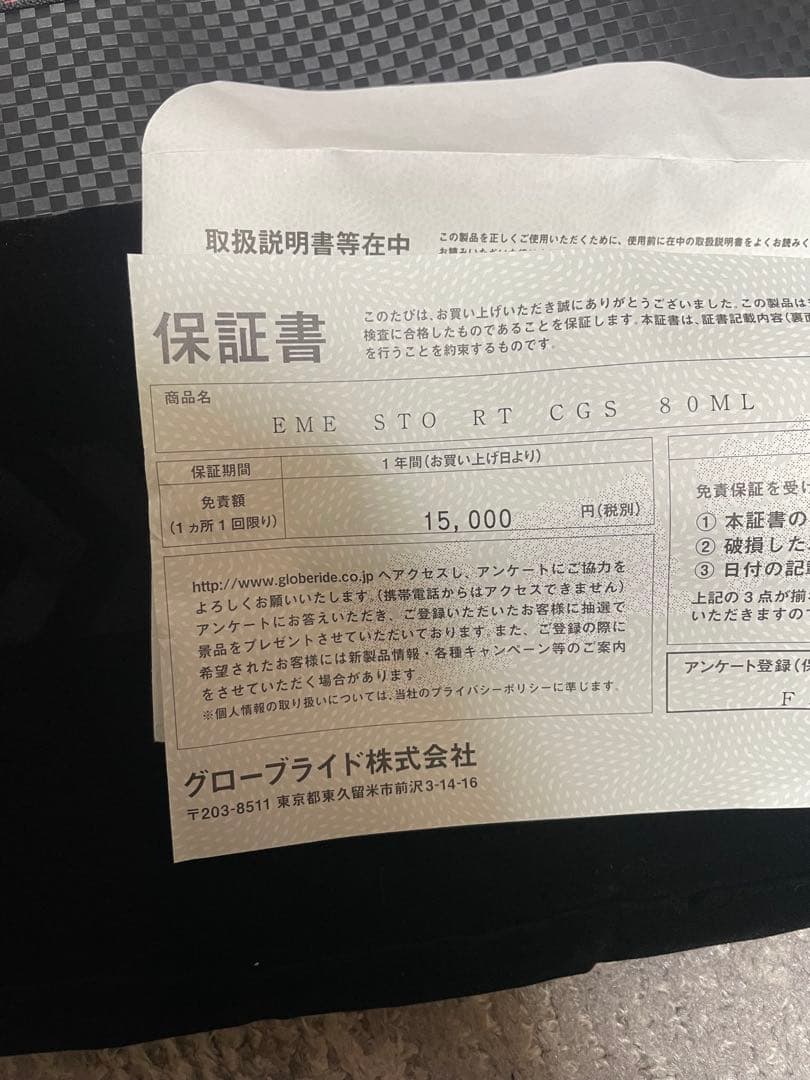 取扱説明書等在中
この製品を正しくご使用いただくために、使用前に在中の取扱説明書をよくお読みく
保証書
このたびは、お買い上げいただき誠にありがとうございました。この製品は
検査に合格したものであることを保証します。本証書は、証書記載内容(裏面
を行うことを約束するものです。
商品名
EME STO RT CGS 80ML
保証期間
1年間(お買い上げ日より)
免責額
(1ヵ所1回限り)
15,000 円(税別)
http://www.globeride.co.jp へアクセスし、アンケートにご協力を
よろしくお願いいたします。(携帯電話からはアクセスできません)
アンケートにお答えいただき、ご登録いただいたお客様に抽選で
景品をプレゼントさせていただいております。また、ご登録の際に
希望されたお客様には新製品情報・各種キャンペーン等のご案内
をさせていただく場合があります。
※個人情報の取り扱いについては、当社のプライバシーポリシーに準じます。
免責保証を受け
① 本証書の
② 破損した
③ 日付の記
上記の3点が揃
いただきますの
アンケート登録(
F
グローブライド株式会社
〒203-8511 東京都東久留米市前沢3-14-16